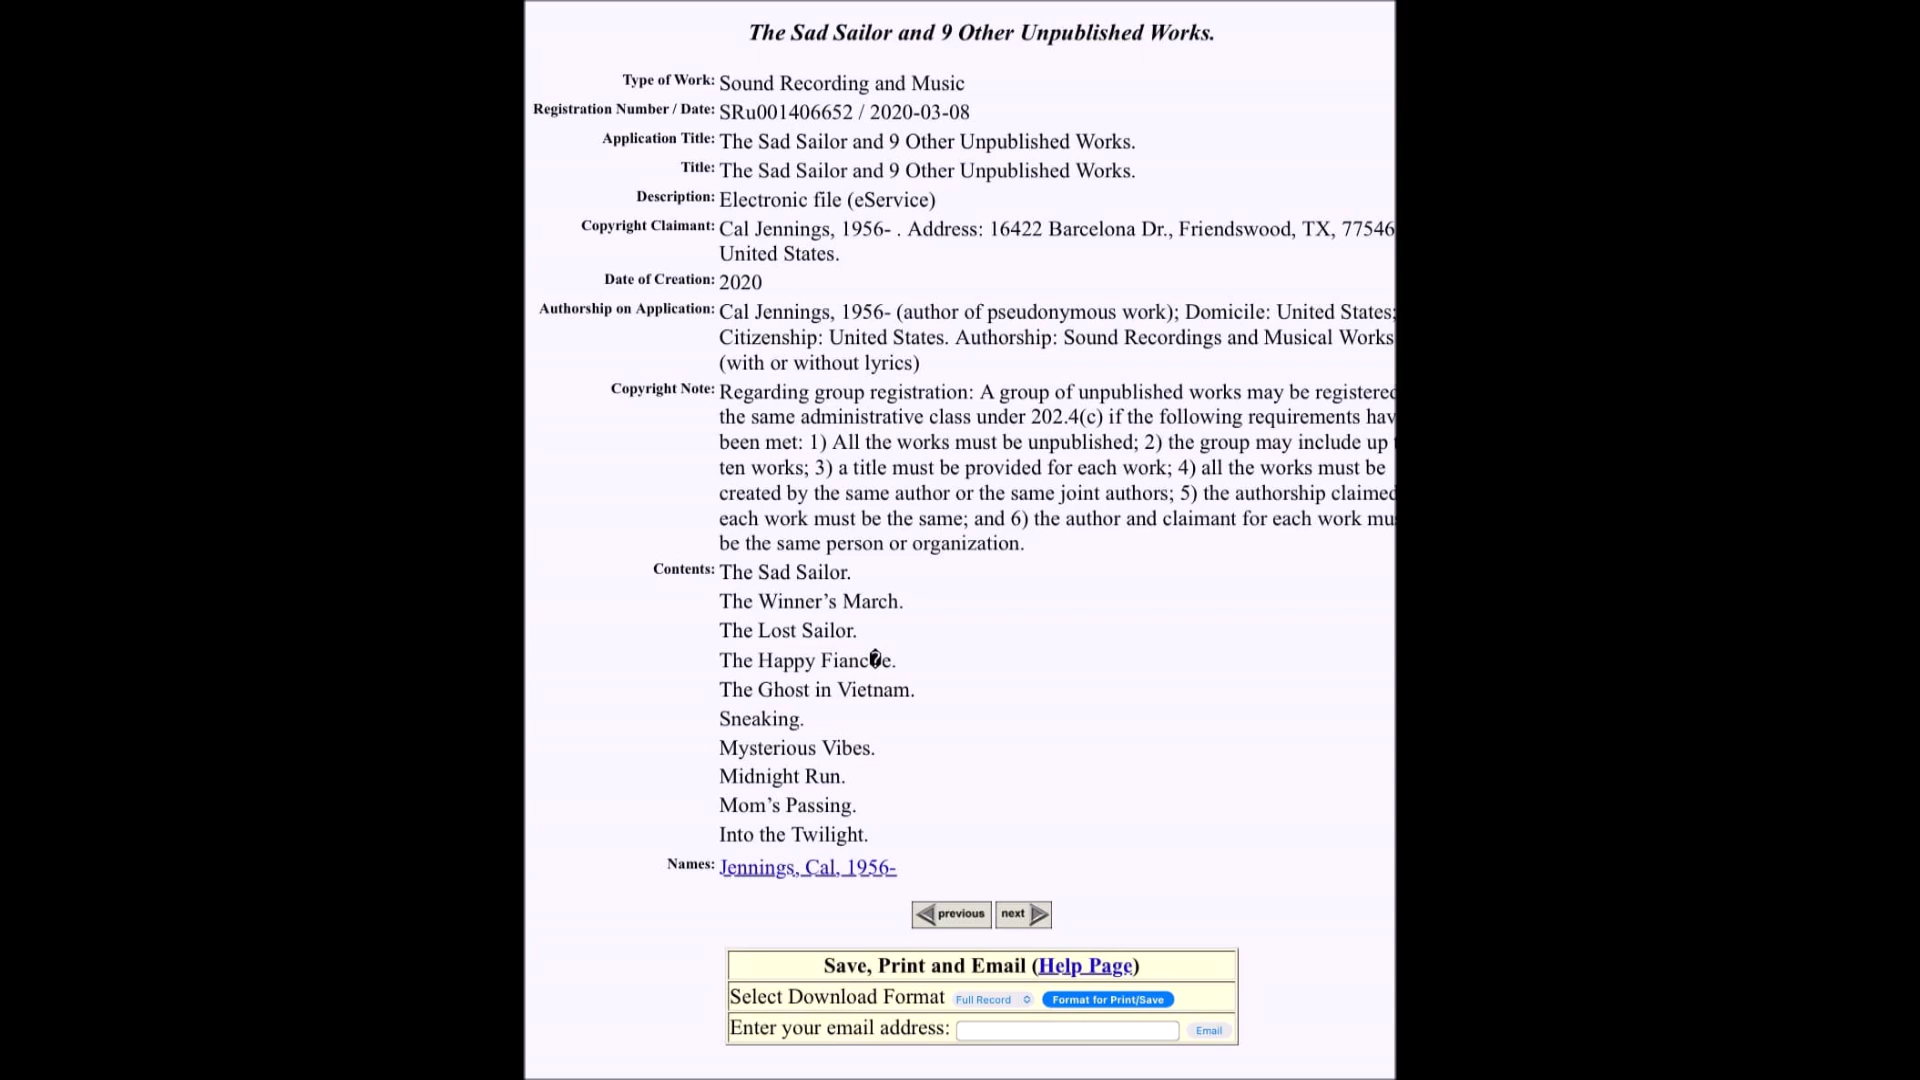 The Sad Sailor and 9 Other Unpublished Works.
Type of Work: Sound Recording and Music
Registration Number / Date: SRu001406652 / 2020-03-08
Application Title: The Sad Sailor and 9 Other Unpublished Works.
Title: The Sad Sailor and 9 Other Unpublished Works.
Description: Electronic file (eService)
Copyright Claimant: Cal Jennings, 1956- . Address: 16422 Barcelona Dr., Friendswood, TX, 77546
United States.
Date of Creation: 2020
Authorship on Application: Cal Jennings, 1956- (author of pseudonymous work); Domicile: United States;
Citizenship: United States. Authorship: Sound Recordings and Musical Works
(with or without lyrics)
Copyright Note: Regarding group registration: A group of unpublished works may be registered
the same administrative class under 202.4(c) if the following requirements hav
been met: 1) All the works must be unpublished; 2) the group may include up
ten works; 3) a title must be provided for each work; 4) all the works must be
created by the same author or the same joint authors; 5) the authorship claimed
each work must be the same; and 6) the author and claimant for each work mu
be the same person or organization.
Contents: The Sad Sailor.
The Winner’s March.
The Lost Sailor.
The Happy Fianc�e.
The Ghost in Vietnam.
Sneaking.
Mysterious Vibes.
Midnight Run.
Mom’s Passing.
Into the Twilight.
Names: Jennings, Cal, 1956-
previous next
Save, Print and Email (Help Page)
Select Download Format Full Record Format for Print/Save
Enter your email address: Email